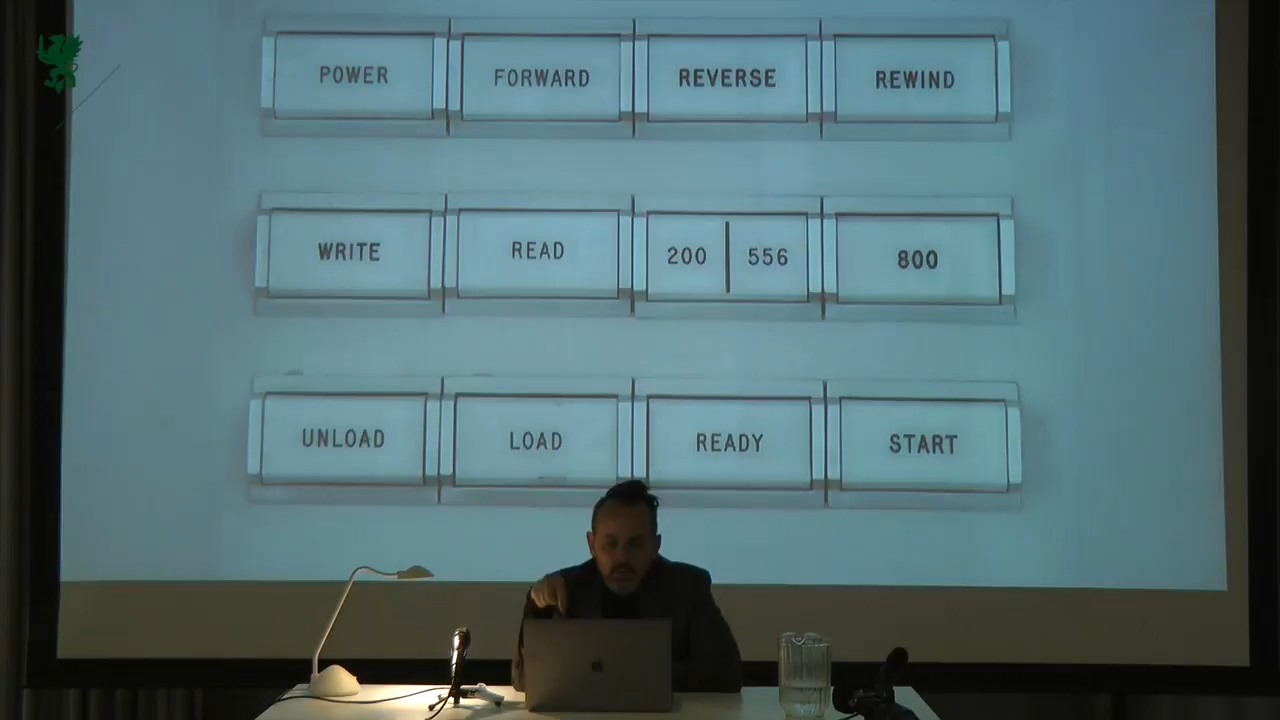 POWER FORWARD REVERSE REWIND
WRITE READ 200 | 556 800
UNLOAD LOAD READY START